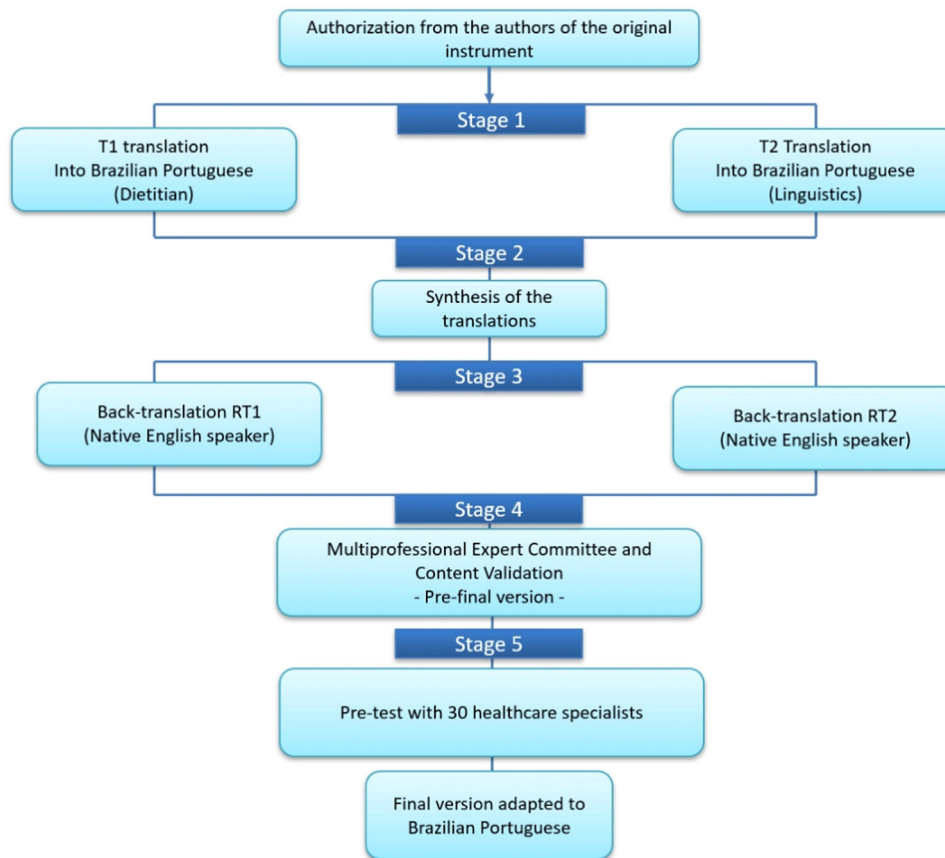 Authorization from the authors of the original
instrument
Stage 1
T1 translation
Into Brazilian Portuguese
(Dietitian)
T2 Translation
Into Brazilian Portuguese
(Linguistics)
Stage 2
Synthesis of the
translations
Stage 3
Back-translation RT1
(Native English speaker)
Back-translation RT2
(Native English speaker)
Stage 4
Multiprofessional Expert Committee and
Content Validation
- Pre-final version -
Stage 5
Pre-test with 30 healthcare specialists
Final version adapted to
Brazilian Portuguese